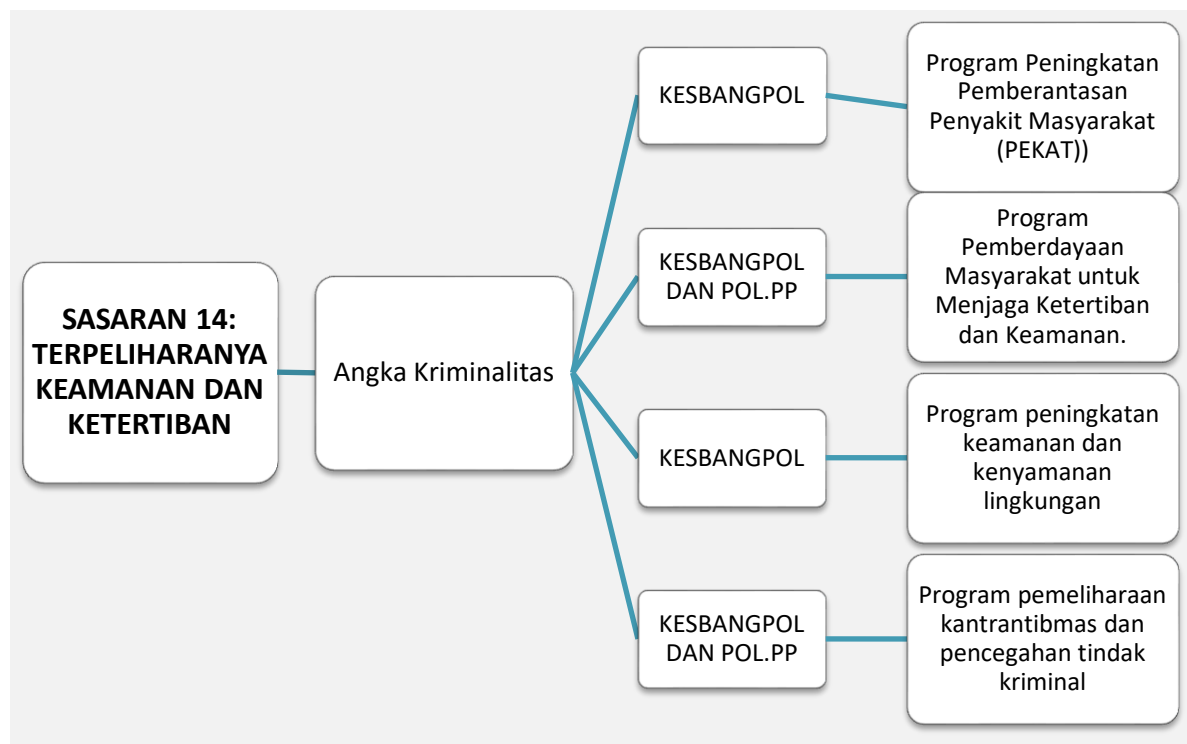 SASARAN 14:
TERPELIHARANYA
KEAMANAN DAN
KETERTIBAN
Angka Kriminalitas
KESBANGPOL
Program Peningkatan
Pemberantasan
Penyakit Masyarakat
(PEKAT))
KESBANGPOL
DAN POL.PP
Program
Pemberdayaan
Masyarakat untuk
Menjaga Ketertiban
dan Keamanan.
KESBANGPOL
Program peningkatan
keamanan dan
kenyamanan
lingkungan
KESBANGPOL
DAN POL.PP
Program pemeliharaan
kantrantibmas dan
pencegahan tindak
kriminal